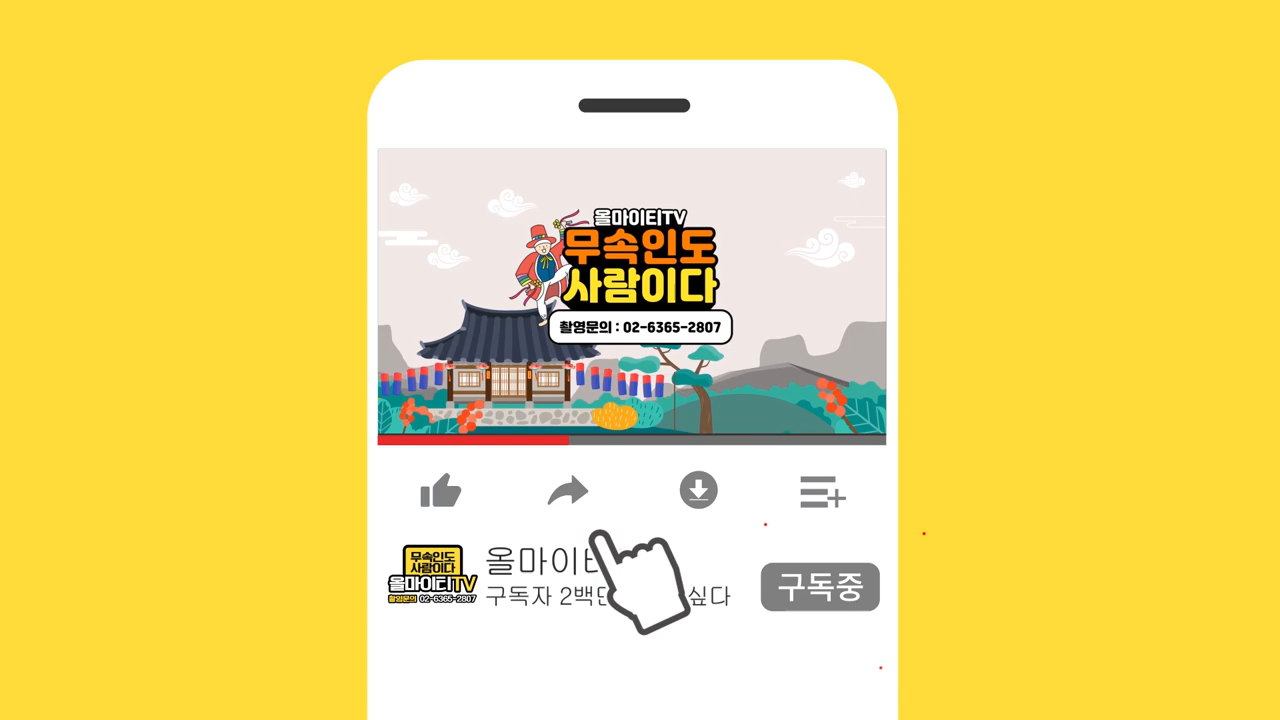 올마이티TV
무속인도
사람이다
촬영문의 : 02-6365-2807
무속인도
사람이다
올마이티TV
촬영문의 02-6365-2807
올마이
구독자 2백 싶다
구독중